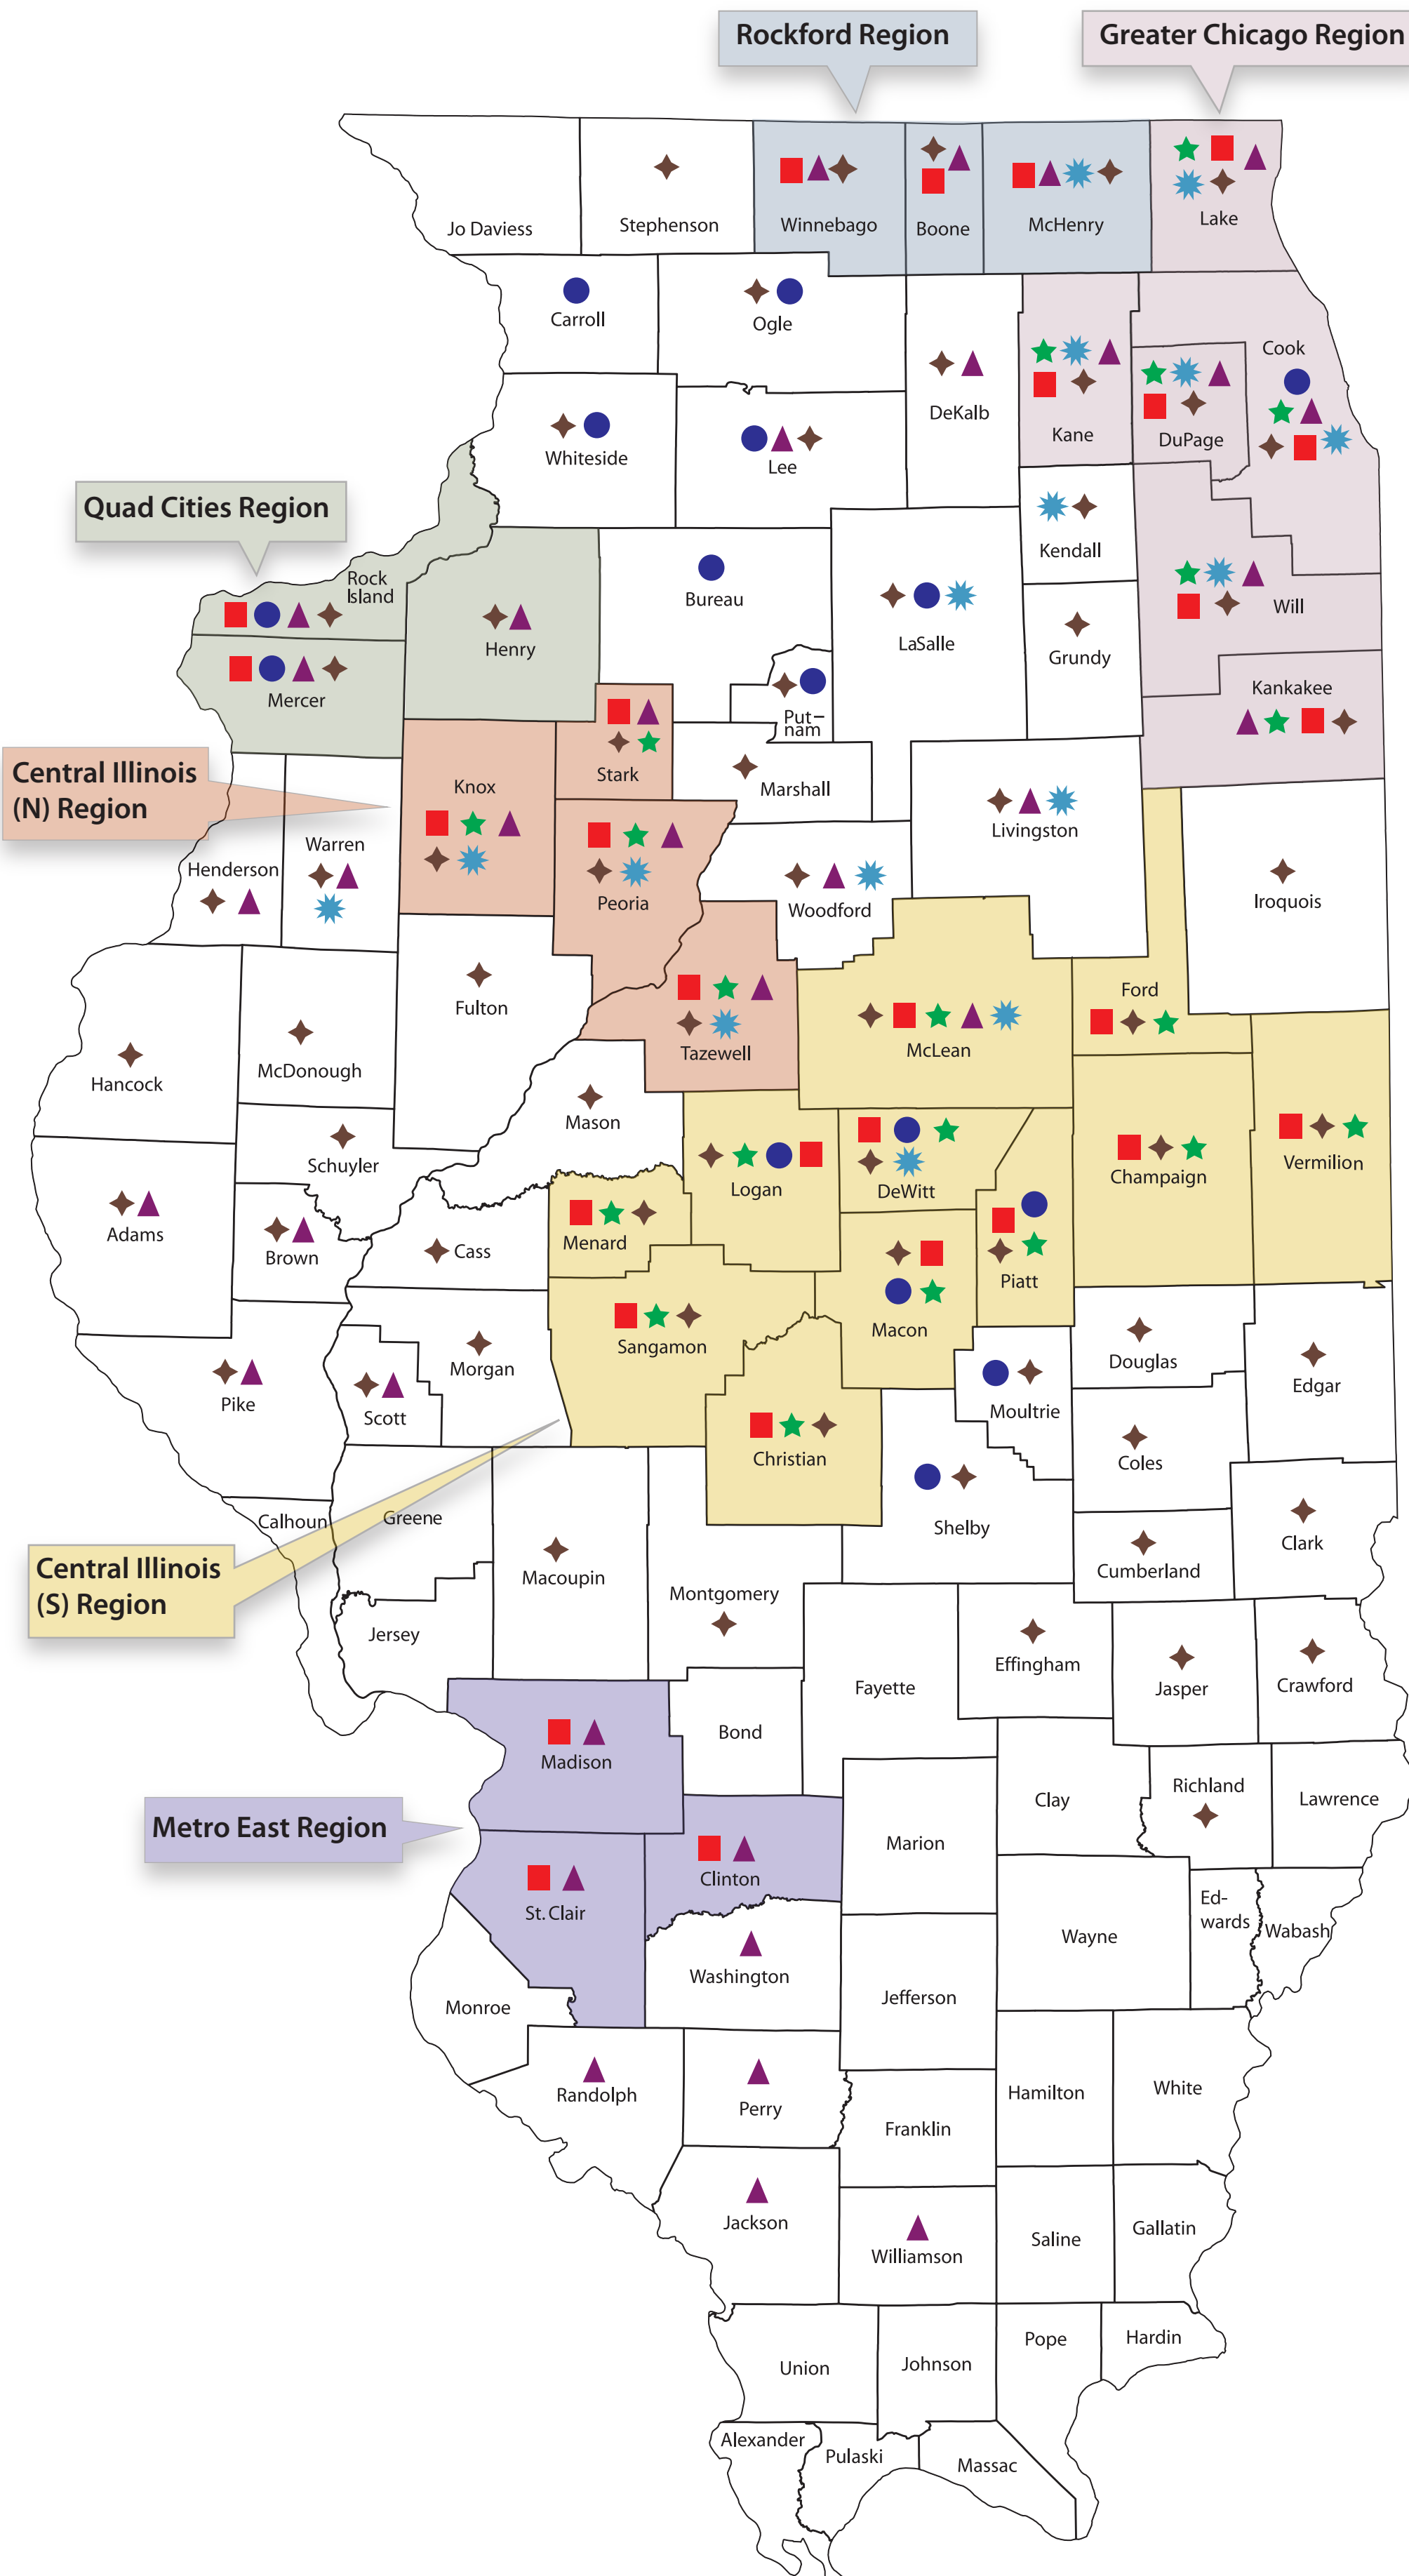 Rockford Region
Greater Chicago Region
Jo Daviess
Stephenson
Winnebago
Boone
McHenry
Lake
Carroll
Ogle
DeKalb
Kane
DuPage
Cook
Whiteside
Lee
Kendall
Quad Cities Region
Rock
Island
Henry
Bureau
LaSalle
Grundy
Will
Mercer
Put–
nam
Kankakee
Central Illinois
(N) Region
Knox
Stark
Marshall
Livingston
Henderson
Warren
Peoria
Woodford
Iroquois
Fulton
Tazewell
McLean
Ford
Hancock
McDonough
Mason
Schuyler
Logan
DeWitt
Champaign
Vermilion
Adams
Brown
Cass
Menard
Piatt
Sangamon
Macon
Pike
Scott
Morgan
Christian
Moultrie
Douglas
Edgar
Coles
Calhoun
Greene
Shelby
Clark
Central Illinois
(S) Region
Macoupin
Montgomery
Cumberland
Jersey
Fayette
Effingham
Jasper
Crawford
Madison
Bond
Clay
Richland
Lawrence
Metro East Region
Clinton
Marion
St. Clair
Wayne
Ed-
wards
Wabash
Washington
Jefferson
Monroe
Randolph
Perry
Franklin
Hamilton
White
Jackson
Williamson
Saline
Gallatin
Union
Johnson
Pope
Hardin
Alexander
Pulaski
Massac